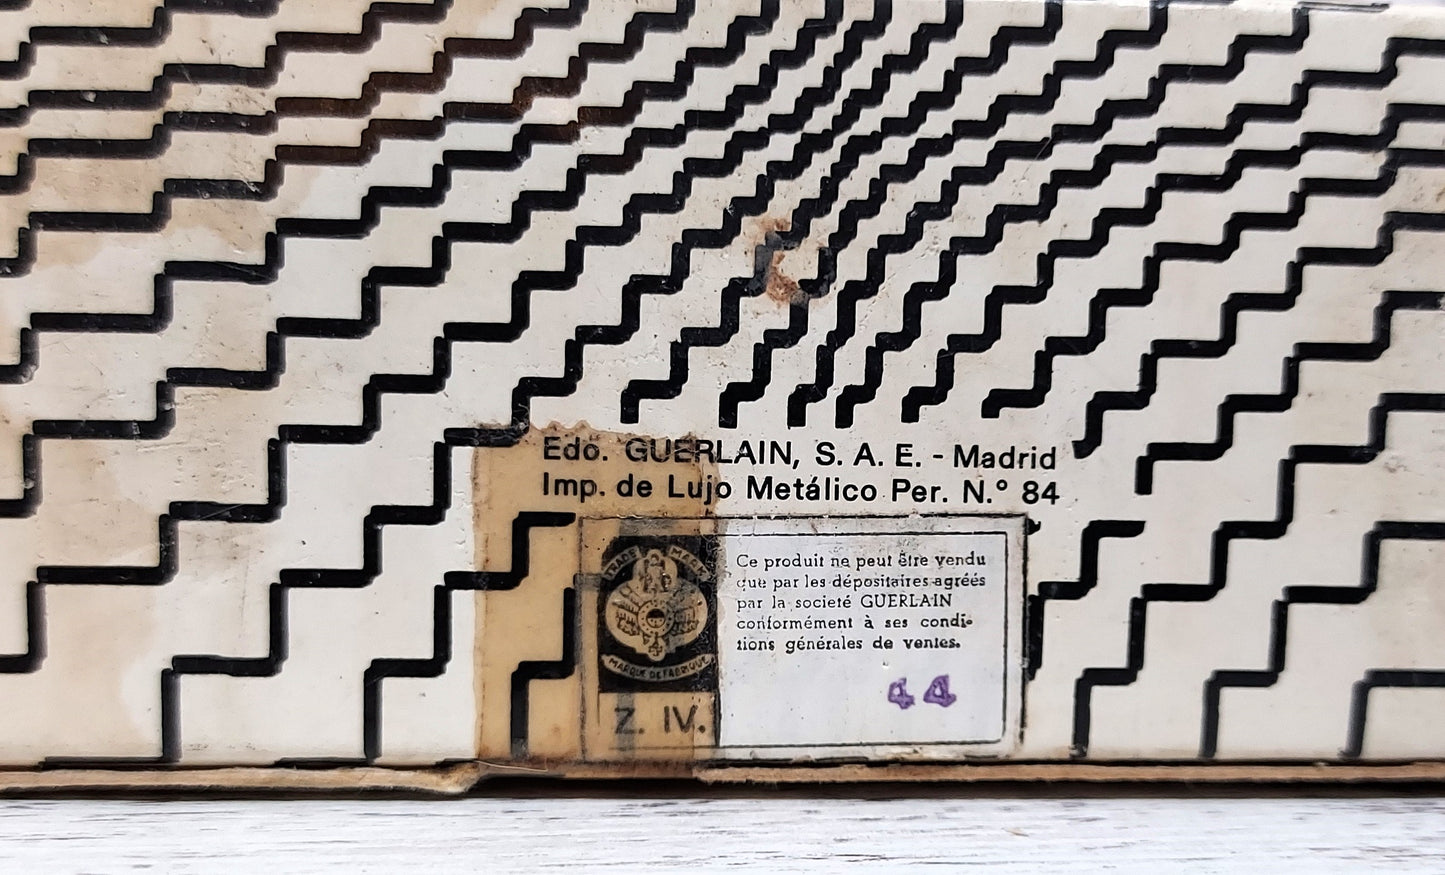 Edo. GUERLAIN, S. A. E. - Madrid
Imp. de Lujo Metálico Per. N.° 84
TRADE MARK
MARQUE DE FABRIQUE
Z. IV.
Ce produit ne peut être vendu
que par les dépositaires agréés
par la societé GUERLAIN
conformément à ses condi-
tions générales de ventes.
44